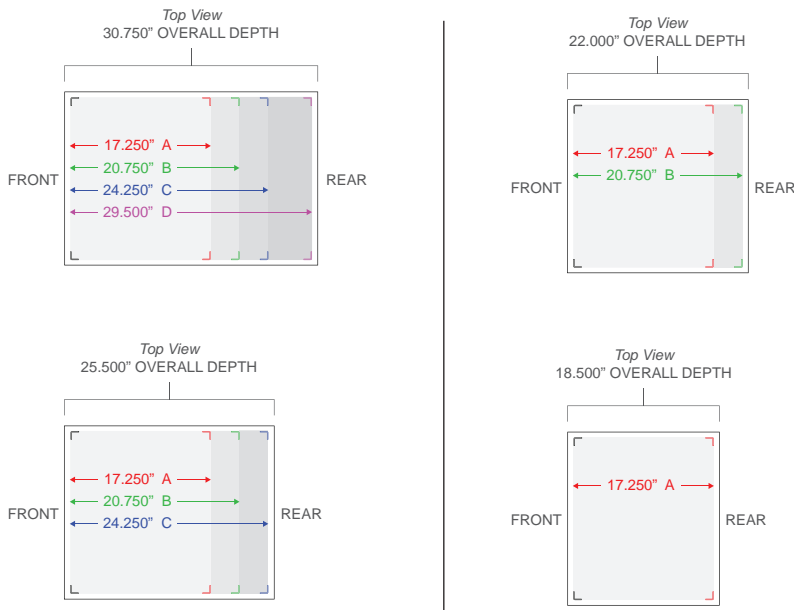 Top View
30.750” OVERALL DEPTH
17.250” A
20.750” B
24.250” C
29.500” D
FRONT
REAR
Top View
25.500” OVERALL DEPTH
17.250” A
20.750” B
24.250” C
FRONT
REAR
Top View
22.000” OVERALL DEPTH
17.250” A
20.750” B
FRONT
REAR
Top View
18.500” OVERALL DEPTH
17.250” A
FRONT
REAR